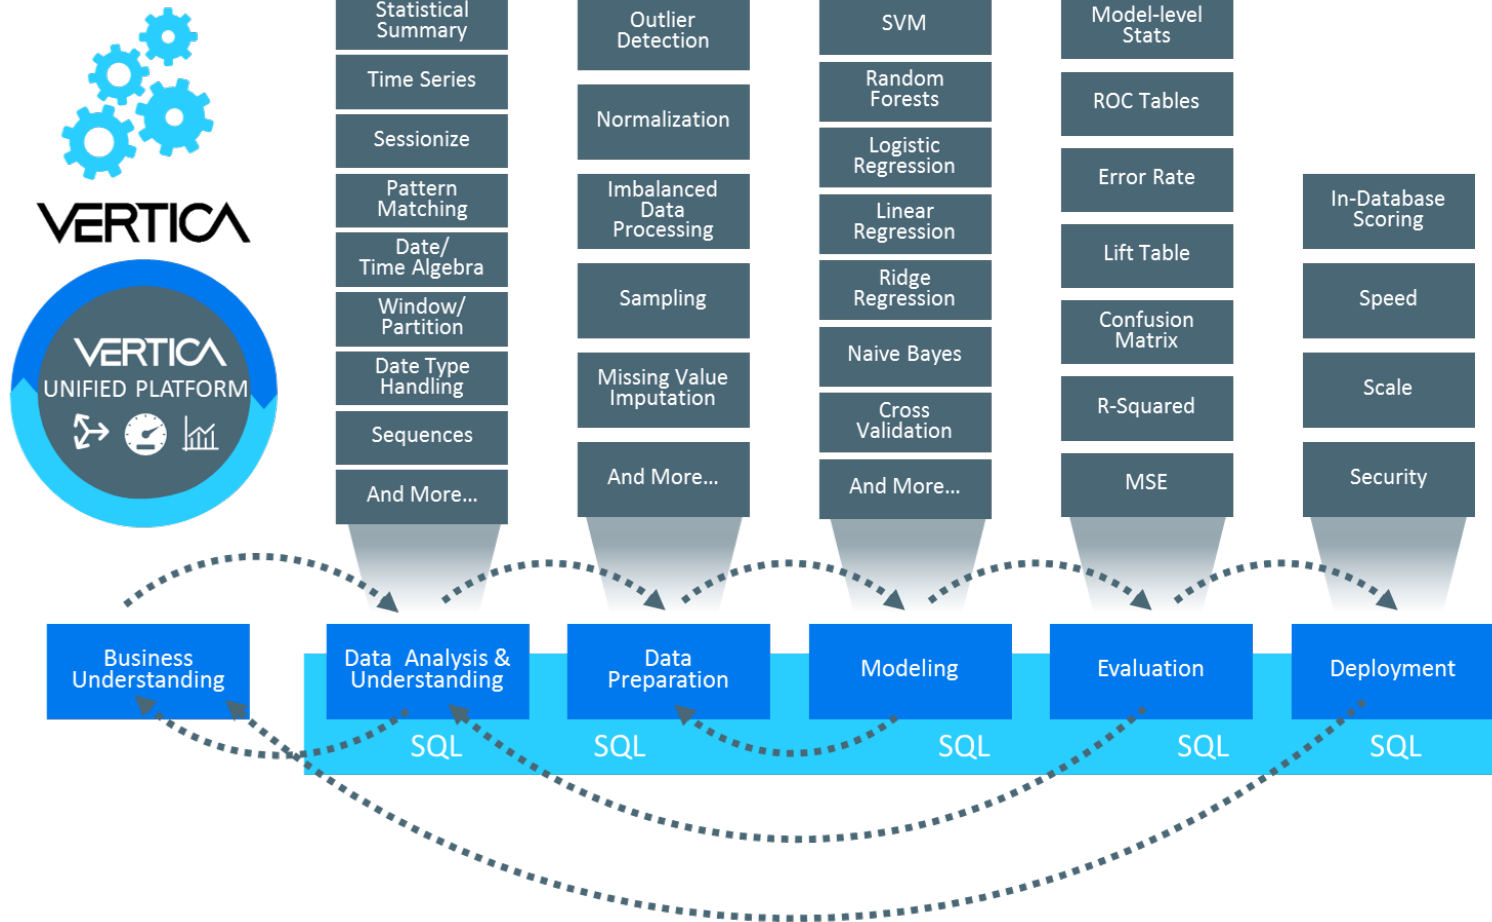 VERTICA
VERTICA
UNIFIED PLATFORM
Statistical
Summary
Time Series
Sessionize
Pattern
Matching
Date/
Time Algebra
Window/
Partition
Date Type
Handling
Sequences
And More...
Outlier
Detection
Normalization
Imbalanced
Data
Processing
Sampling
Missing Value
Imputation
And More...
SVM
Random
Forests
Logistic
Regression
Linear
Regression
Ridge
Regression
Naive Bayes
Cross
Validation
And More...
Model-level
Stats
ROC Tables
Error Rate
Lift Table
Confusion
Matrix
R-Squared
MSE
In-Database
Scoring
Speed
Scale
Security
Business
Understanding
Data Analysis &
Understanding
Data
Preparation
Modeling
Evaluation
Deployment
SQL
SQL
SQL
SQL
SQL